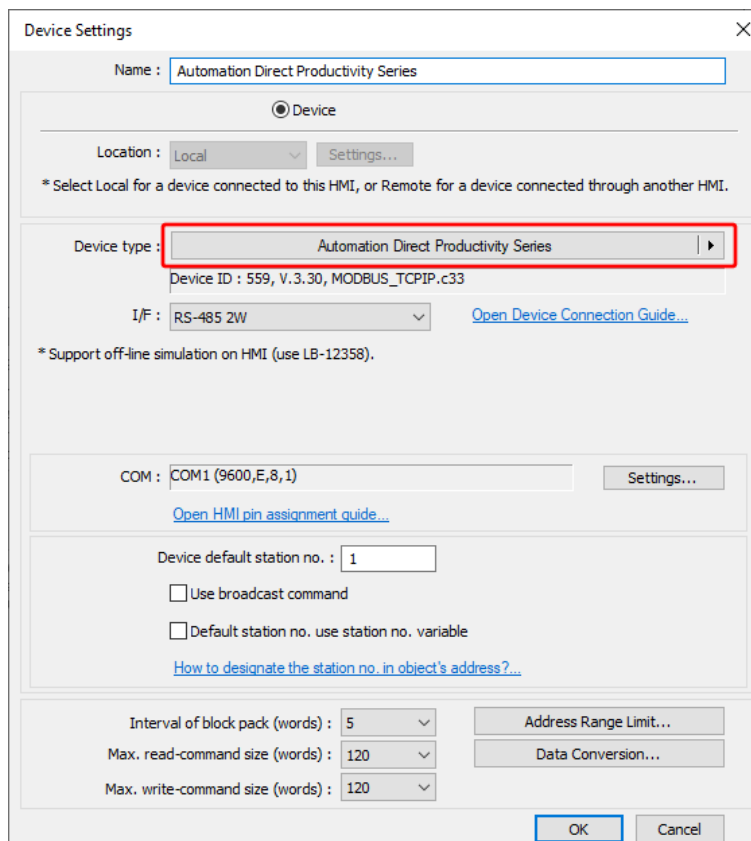 Device Settings
Name : Automation Direct Productivity Series
Device
Location : Local Settings...
* Select Local for a device connected to this HMI, or Remote for a device connected through another HMI.
Device type : Automation Direct Productivity Series
Device ID : 559, V.3.30, MODBUS_TCPIP.c33
I/F : RS-485 2W Open Device Connection Guide...
* Support off-line simulation on HMI (use LB-12358).
COM : COM1 (9600,E,8,1) Settings...
Open HMI pin assignment guide...
Device default station no. : 1
Use broadcast command
Default station no. use station no. variable
How to designate the station no. in object's address?...
Interval of block pack (words) : 5 Address Range Limit...
Max. read-command size (words) : 120 Data Conversion...
Max. write-command size (words) : 120
OK Cancel